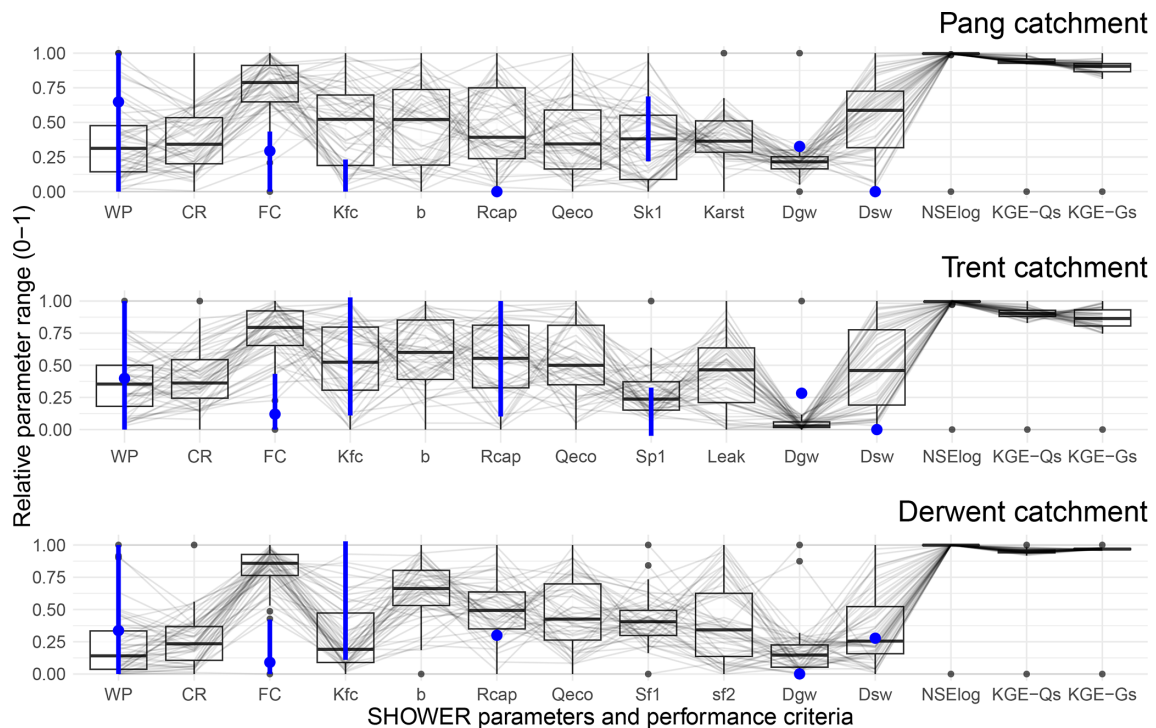 Pang catchment
1.00
0.75
0.50
0.25
0.00
WP CR FC Kfc b Rcap Qeco Sk1 Karst Dgw Dsw NSElog KGE−Qs KGE−Gs
Relative parameter range (0−1)
Trent catchment
1.00
0.75
0.50
0.25
0.00
WP CR FC Kfc b Rcap Qeco Sp1 Leak Dgw Dsw NSElog KGE−Qs KGE−Gs
Derwent catchment
1.00
0.75
0.50
0.25
0.00
WP CR FC Kfc b Rcap Qeco Sf1 sf2 Dgw Dsw NSElog KGE−Qs KGE−Gs
SHOWER parameters and performance criteria